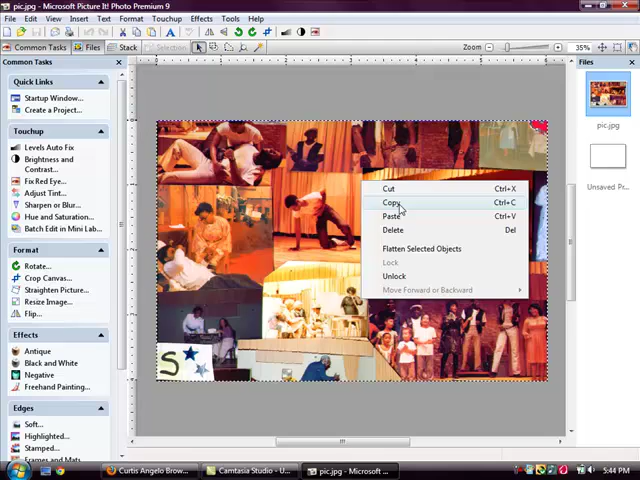 pic.jpg - Microsoft Picture It! Photo Premium 9
File Edit View Select Insert Text Format Touchup Effects Tools Help
Common Tasks Files Stack Selection Zoom 35%
Common Tasks
Files
Quick Links
Startup Window...
Create a Project...
Touchup
Levels Auto Fix
Brightness and
Contrast...
Fix Red Eye...
Adjust Tint...
Sharpen or Blur...
Hue and Saturation...
Batch Edit in Mini Lab...
Format
Rotate...
Crop Canvas...
Straighten Picture...
Resize Image...
Flip...
Effects
Antique
Black and White
Negative
Freehand Painting...
Edges
Soft...
Highlighted...
Stamped...
Frames and Mats
Cut Ctrl+X
Copy Ctrl+C
Paste Ctrl+V
Delete Del
Flatten Selected Objects
Lock
Unlock
Move Forward or Backward
S
pic.jpg
Unsaved Pr...
Curtis Angelo Brow...
Camtasia Studio - U...
pic.jpg - Microsoft ...
5:44 PM